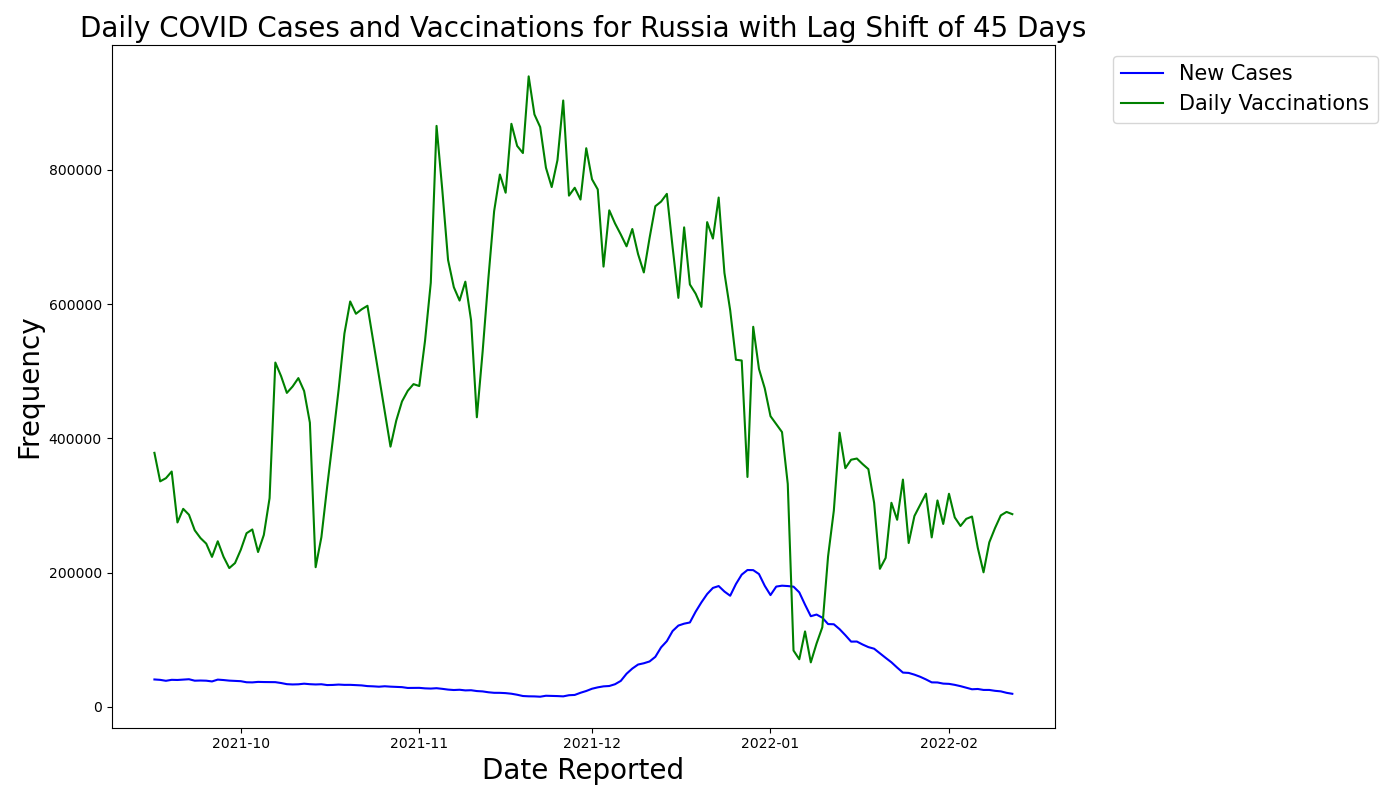 Daily COVID Cases and Vaccinations for Russia with Lag Shift of 45 Days
New Cases
Daily Vaccinations
Frequency
800000
600000
400000
200000
0
2021-10
2021-11
2021-12
2022-01
2022-02
Date Reported